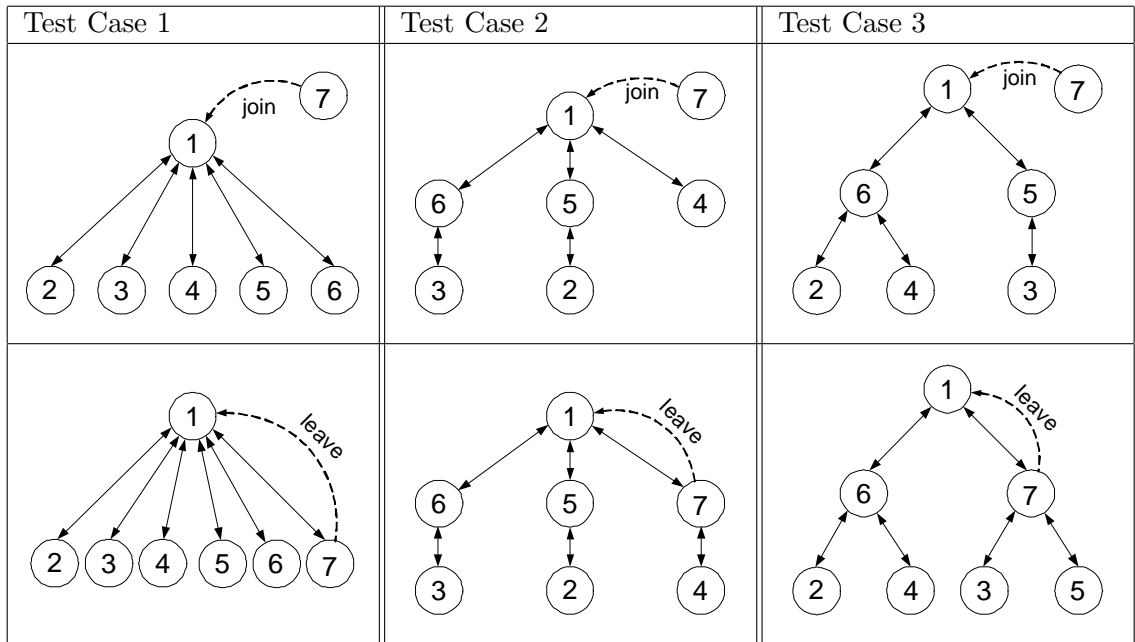 Test Case 1
Test Case 2
Test Case 3
7
join
1
2 3 4 5 6
7
join
1
6 5 4
3 2
7
join
1
6 5
2 4 3
1
leave
2 3 4 5 6 7
1
leave
6 5 7
3 2 4
1
leave
6 7
2 4 3 5